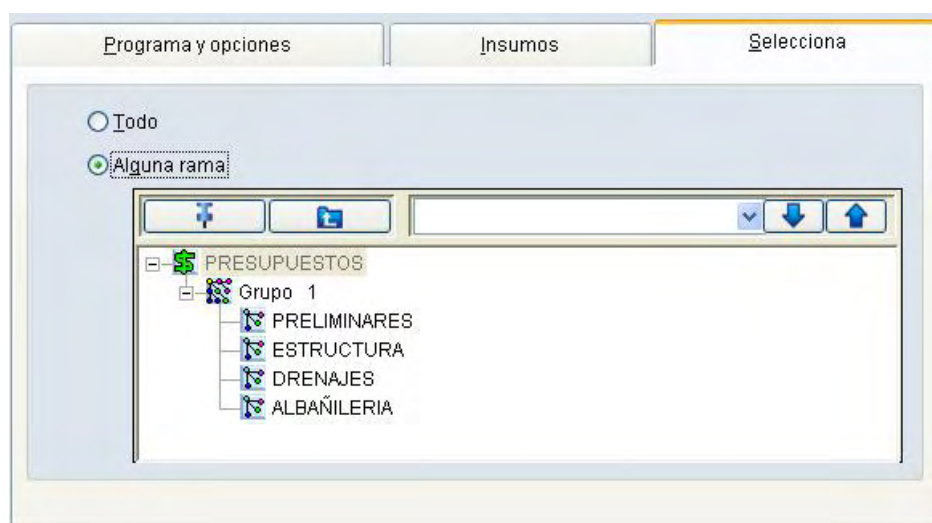 Programa y opciones Insumos Selecciona
Todo
Alguna rama
PRESUPUESTOS
Grupo 1
PRELIMINARES
ESTRUCTURA
DRENAJES
ALBAÑILERIA